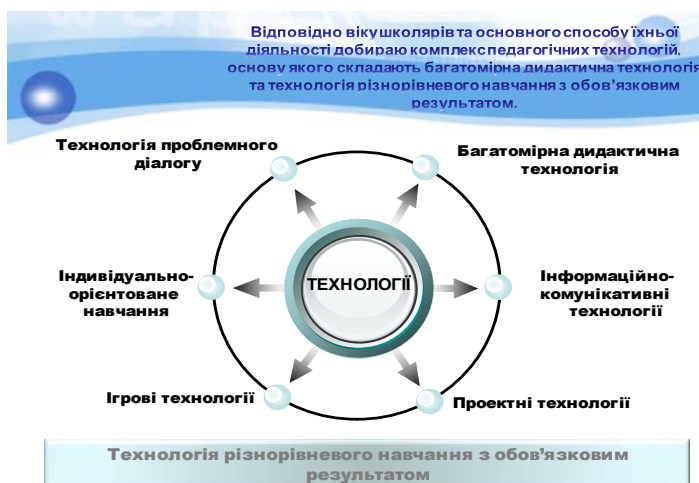 Відповідно віку школярів та основного способу їхньої
діяльності добираю комплекс педагогічних технологій,
основу якого складають багатомірна дидактична технологія
та технологія різнорівневого навчання з обов’язковим
результатом.
Технологія проблемного
діалогу
Багатомірна дидактична
технологія
Індивідуально-
орієнтоване
навчання
ТЕХНОЛОГІЇ
Інформаційно-
комунікативні
технології
Ігрові технології
Проектні технології
Технологія різнорівневого навчання з обов’язковим
результатом